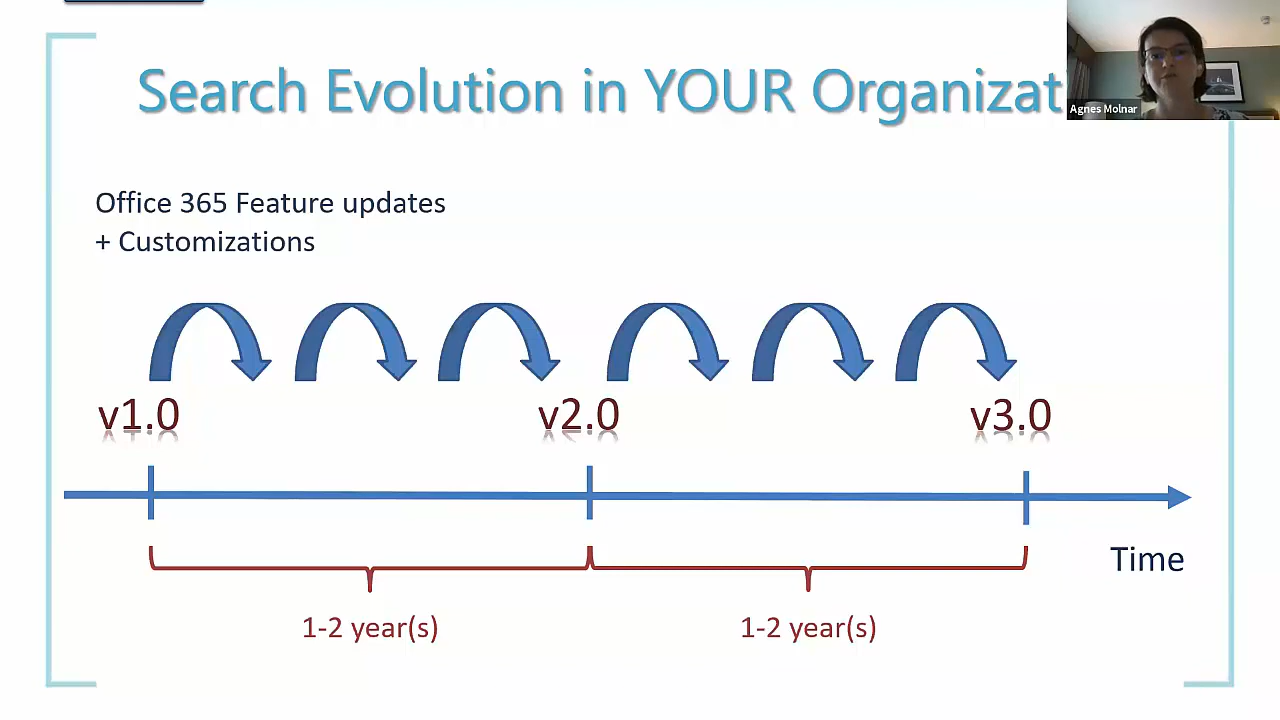 Search Evolution in YOUR Organizat
Agnes Molnar
Office 365 Feature updates
+ Customizations
v1.0
v2.0
v3.0
Time
1-2 year(s)
1-2 year(s)